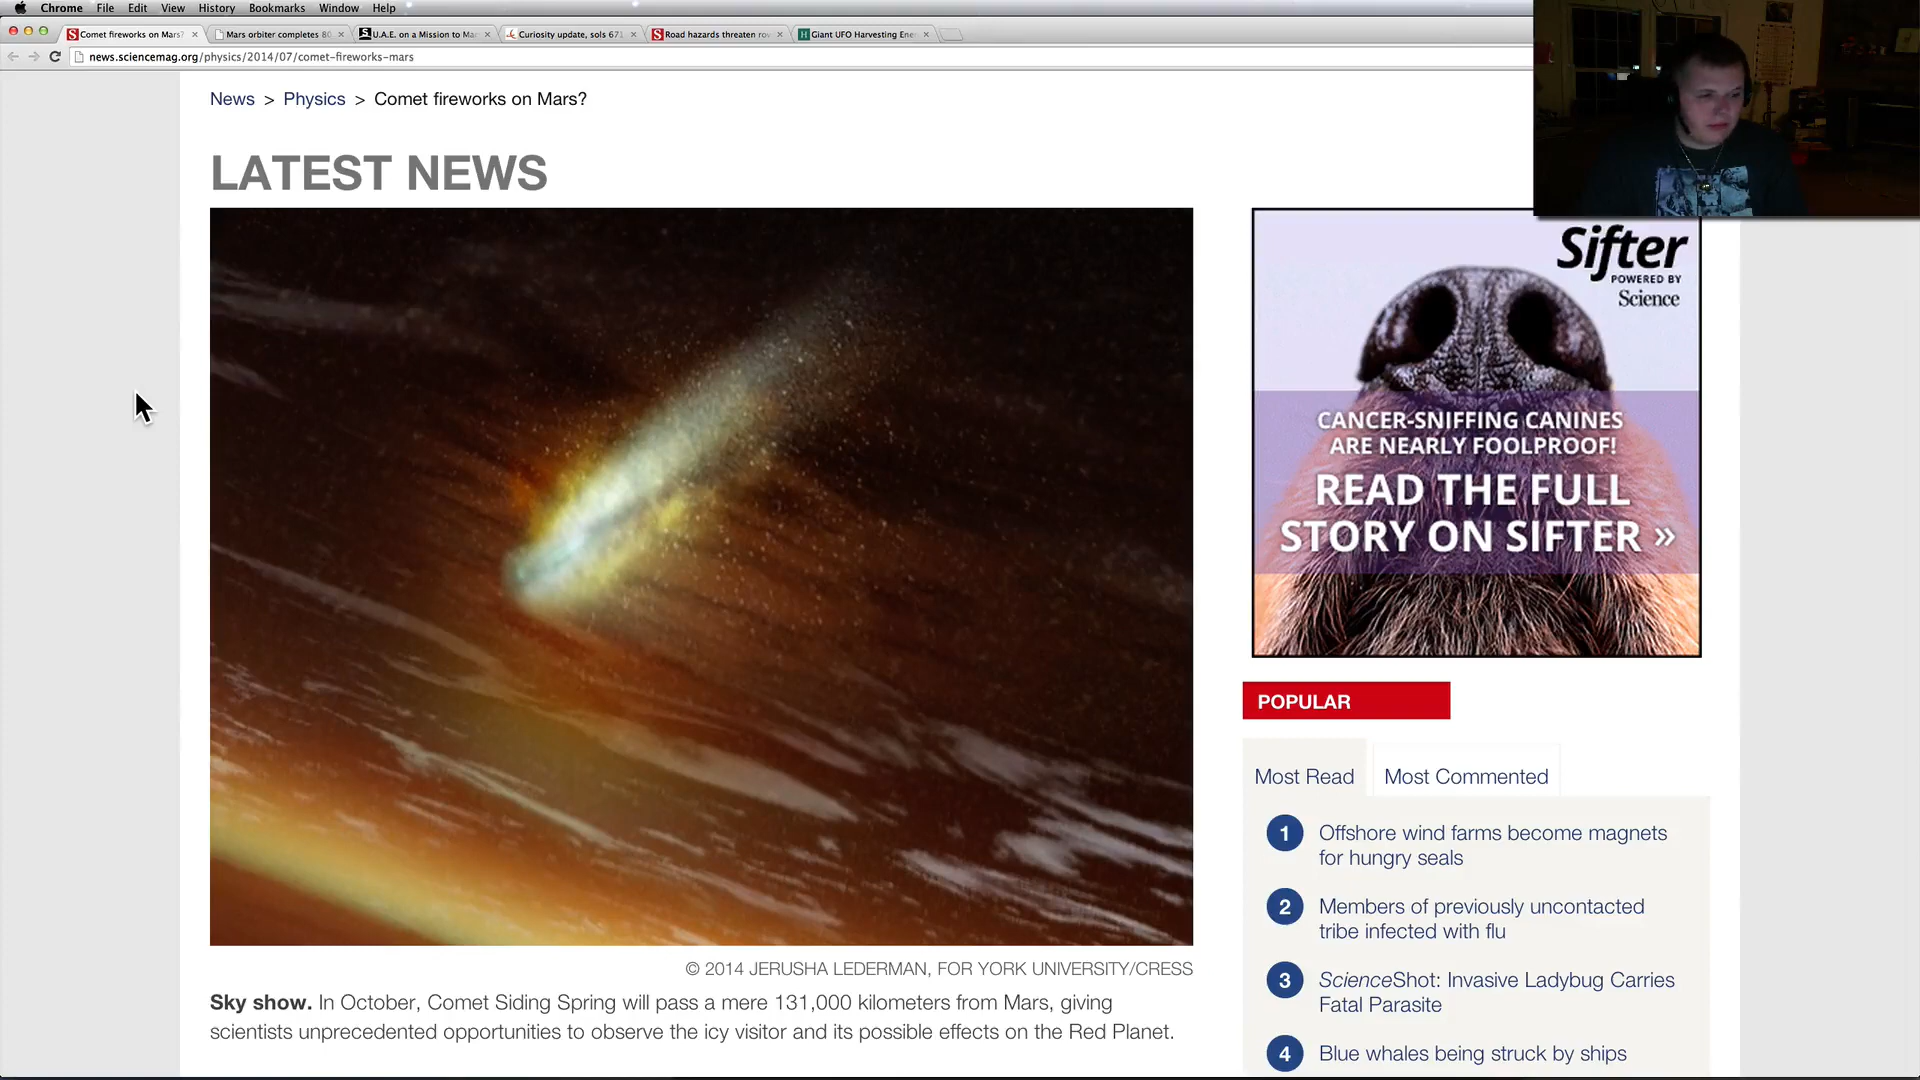 Chrome File Edit View History Bookmarks Window Help
Comet fireworks on Mars?
Mars orbiter completes 80
U.A.E. on a Mission to Ma
Curiosity update, sols 671
Road hazards threaten ro
Giant UFO Harvesting Ene
news.sciencemag.org/physics/2014/07/comet-fireworks-mars
News > Physics > Comet fireworks on Mars?
LATEST NEWS
© 2014 JERUSHA LEDERMAN, FOR YORK UNIVERSITY/CRESS
Sky show. In October, Comet Siding Spring will pass a mere 131,000 kilometers from Mars, giving
scientists unprecedented opportunities to observe the icy visitor and its possible effects on the Red Planet.
Sifter
POWERED BY
Science
CANCER-SNIFFING CANINES
ARE NEARLY FOOLPROOF!
READ THE FULL
STORY ON SIFTER »
POPULAR
Most Read Most Commented
1 Offshore wind farms become magnets
for hungry seals
2 Members of previously uncontacted
tribe infected with flu
3 ScienceShot: Invasive Ladybug Carries
Fatal Parasite
4 Blue whales being struck by ships